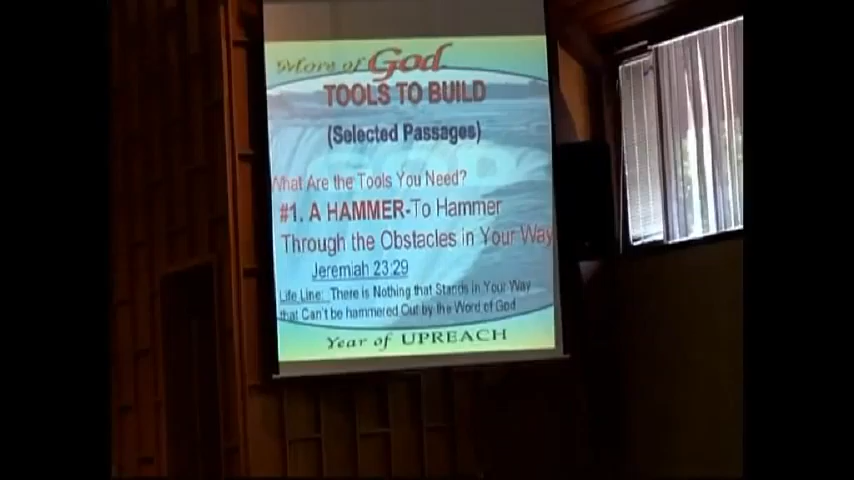 More of God
TOOLS TO BUILD
(Selected Passages)
What Are the Tools You Need?
#1. A HAMMER-To Hammer
Through the Obstacles in Your Way
Jeremiah 23:29
Life Line: There is Nothing that Stands in Your Way
that Can't be hammered Out by the Word of God
Year of UPREACH